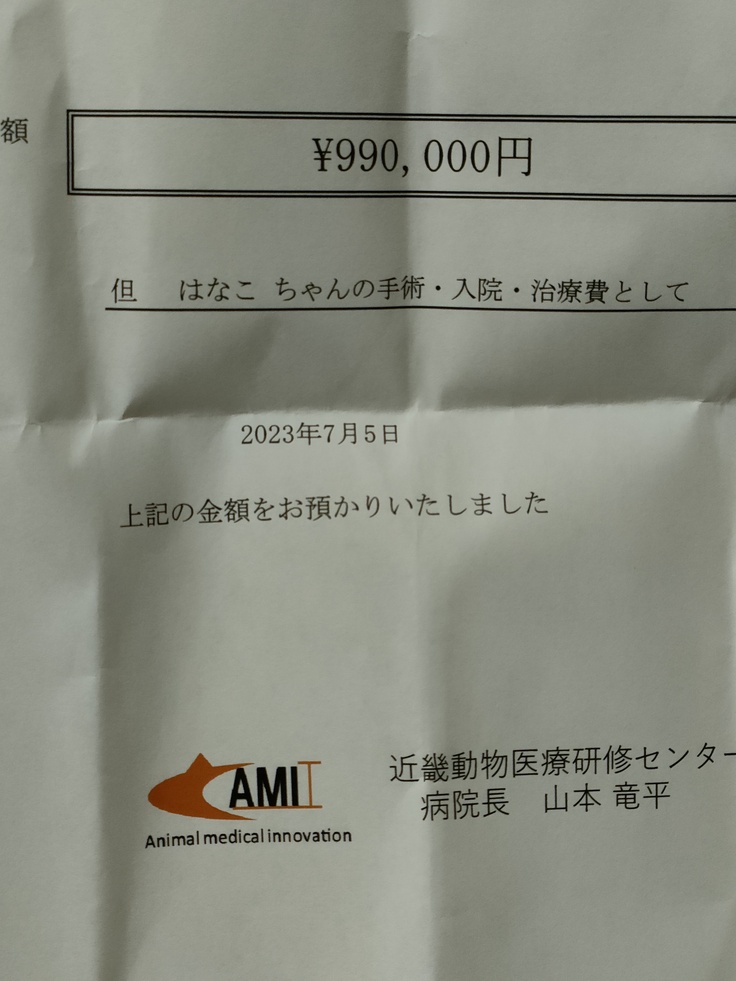 額
¥990,000円
但 はなこ ちゃんの手術・入院・治療費として
2023年7月5日
上記の金額をお預かりいたしました
AMIT
Animal medical innovation
近畿動物医療研修センター
病院長 山本 竜平